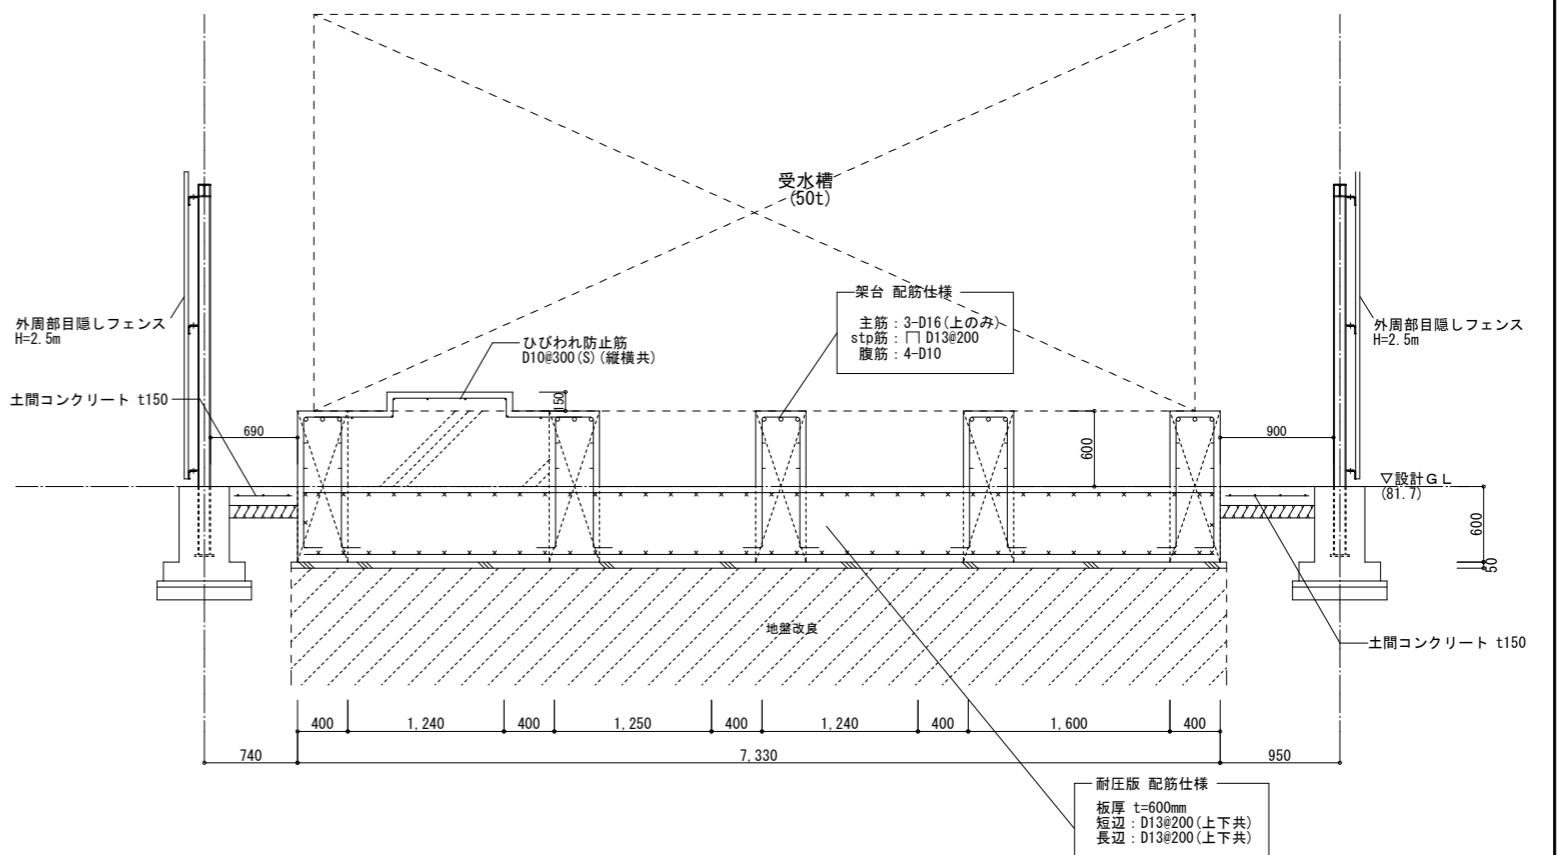 受水槽
(50t)
架台 配筋仕様
主筋：3-D16(上のみ)
stp筋：冂 D13@200
腹筋：4-D10
外周部目隠しフェンス
H=2.5m
ひびわれ防止筋
D10@300(S)(縦横共)
外周部目隠しフェンス
H=2.5m
土間コンクリート t150
150
690
600
900
▽設計ＧＬ
(81.7)
600
50
地盤改良
土間コンクリート t150
400
1,240
400
1,250
400
1,240
400
1,600
400
740
7,330
950
耐圧版 配筋仕様
板厚 t=600mm
短辺：D13@200(上下共)
長辺：D13@200(上下共)